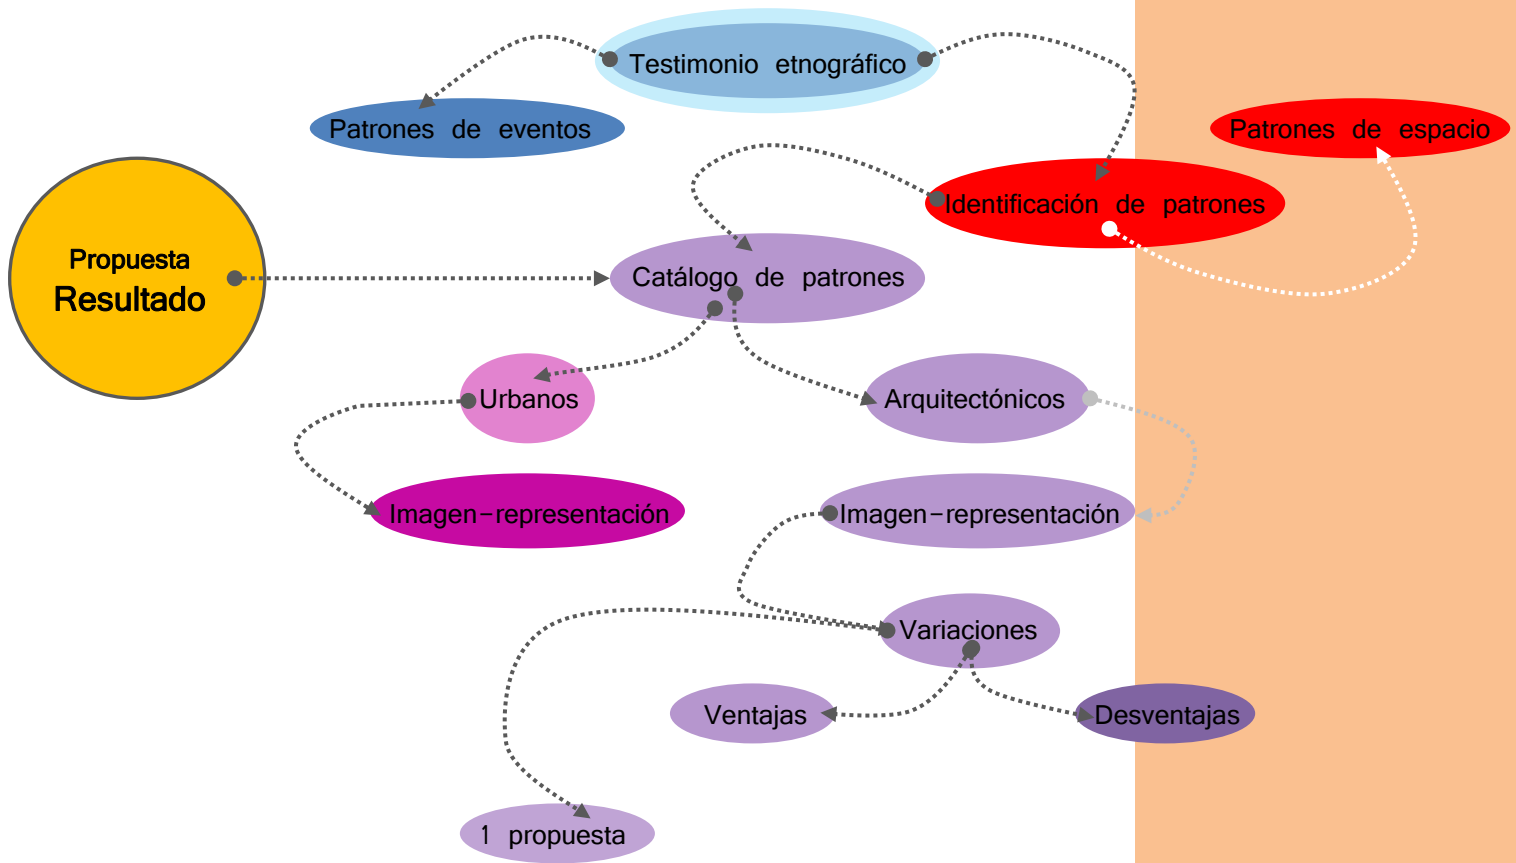 Testimonio etnográfico
Patrones de eventos
Patrones de espacio
Identificación de patrones
Propuesta
Resultado
Catálogo de patrones
Urbanos
Arquitectónicos
Imagen-representación
Imagen-representación
Variaciones
Ventajas
Desventajas
1 propuesta